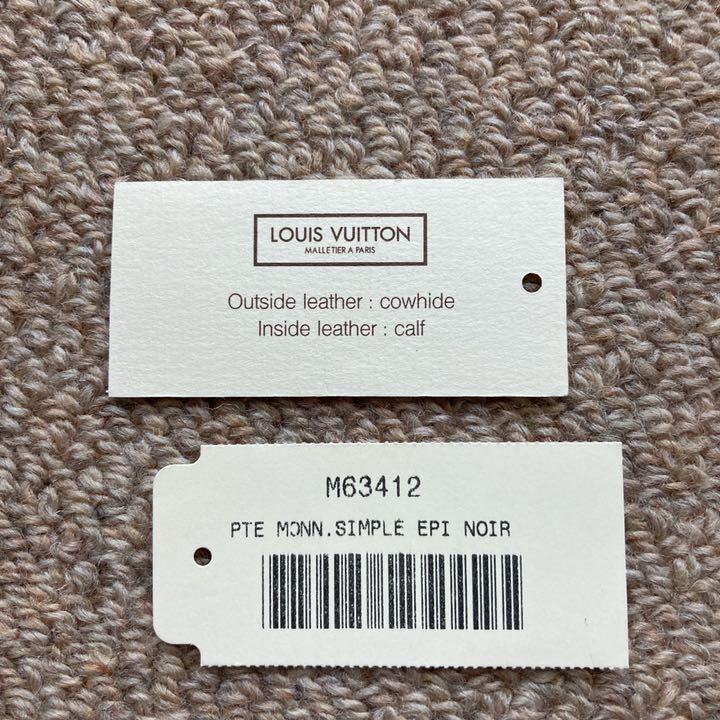 LOUIS VUITTON
MALLETIER A PARIS
Outside leather : cowhide
Inside leather : calf
M63412
PTE MONN.SIMPLE EPI NOIR